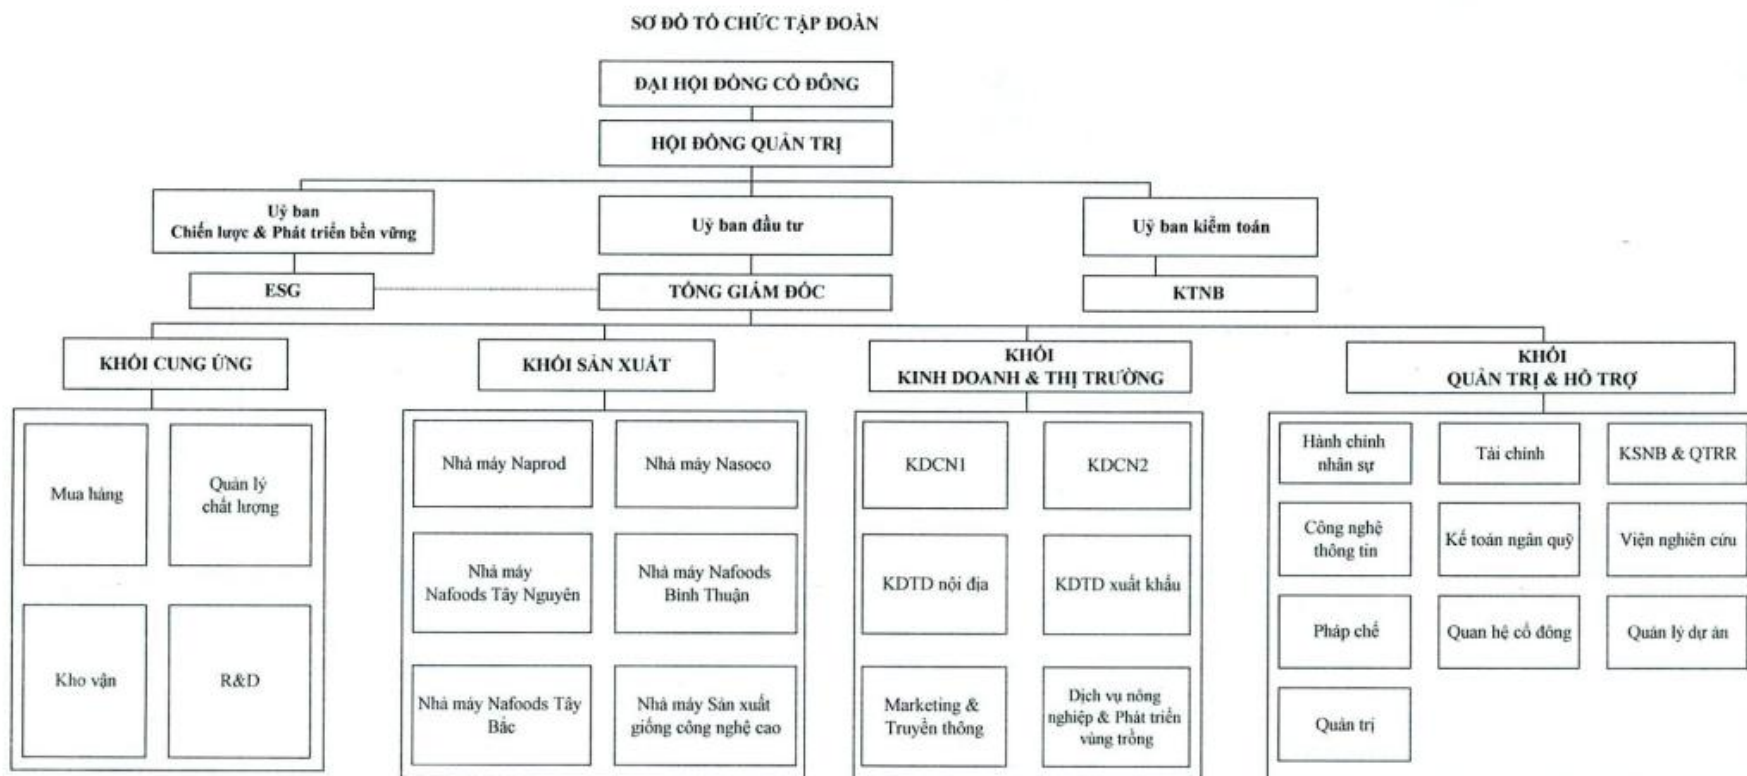 SƠ ĐỒ TỔ CHỨC TẬP ĐOÀN
ĐẠI HỘI ĐỒNG CỔ ĐÔNG
HỘI ĐỒNG QUẢN TRỊ
Uỷ ban
Chiến lược & Phát triển bền vững
Uỷ ban đầu tư
Uỷ ban kiểm toán
ESG
TỔNG GIÁM ĐỐC
KTNB
KHỐI CUNG ỨNG
KHỐI SẢN XUẤT
KHỐI
KINH DOANH & THỊ TRƯỜNG
KHỐI
QUẢN TRỊ & HỖ TRỢ
Mua hàng
Quản lý
chất lượng
Kho vận
R&D
Nhà máy Naprod
Nhà máy Nasoco
Nhà máy
Nafoods Tây Nguyên
Nhà máy Nafoods
Bình Thuận
Nhà máy Nafoods Tây
Bắc
Nhà máy Sản xuất
giống công nghệ cao
KDCN1
KDCN2
KDTD nội địa
KDTD xuất khẩu
Marketing &
Truyền thông
Dịch vụ nông
nghiệp & Phát triển
vùng trồng
Hành chính
nhân sự
Tài chính
KSNB & QTRR
Công nghệ
thông tin
Kế toán ngân quỹ
Viện nghiên cứu
Pháp chế
Quan hệ cổ đông
Quản lý dự án
Quản trị